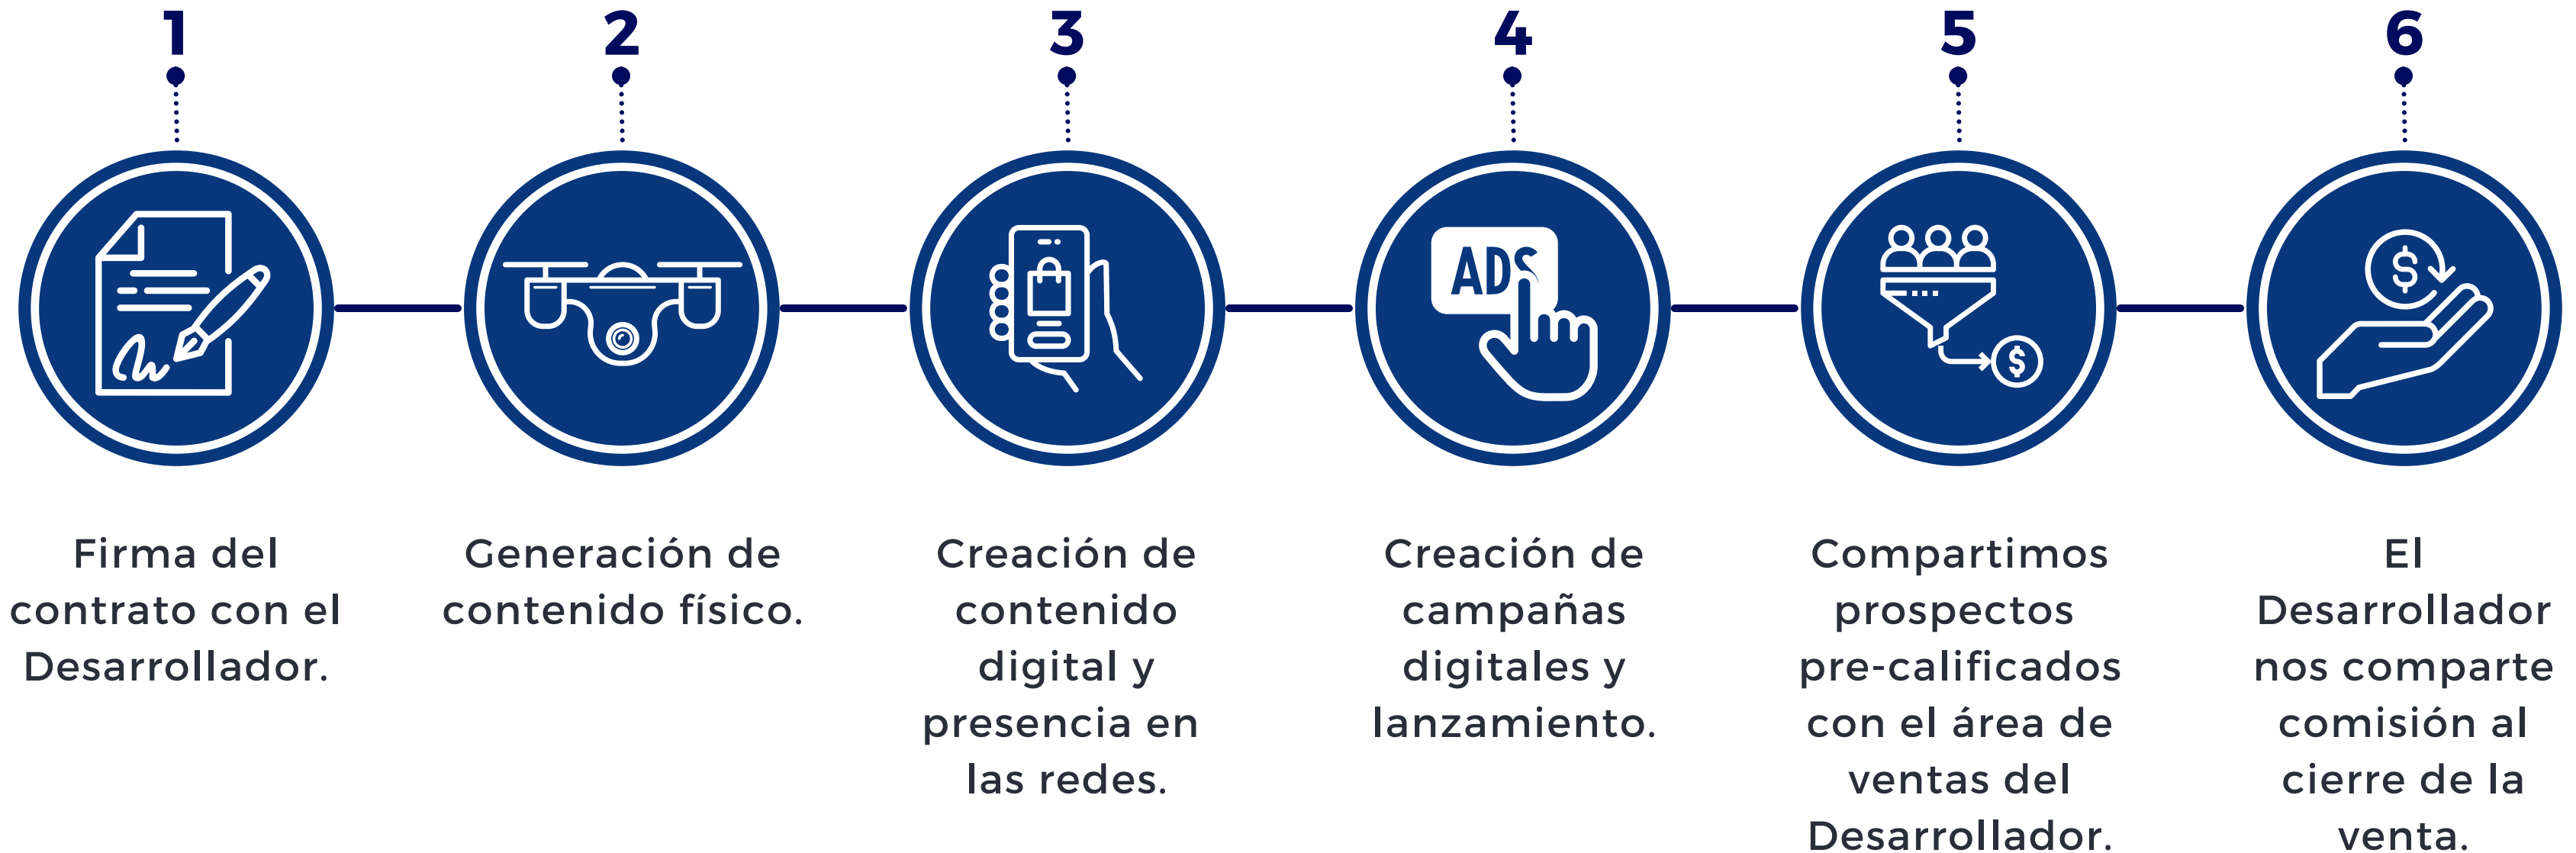 1
Firma del
contrato con el
Desarrollador.
2
Generación de
contenido físico.
3
Creación de
contenido
digital y
presencia en
las redes.
4
ADS
Creación de
campañas
digitales y
lanzamiento.
5
$
Compartimos
prospectos
pre-calificados
con el área de
ventas del
Desarrollador.
6
$
El
Desarrollador
nos comparte
comisión al
cierre de la
venta.